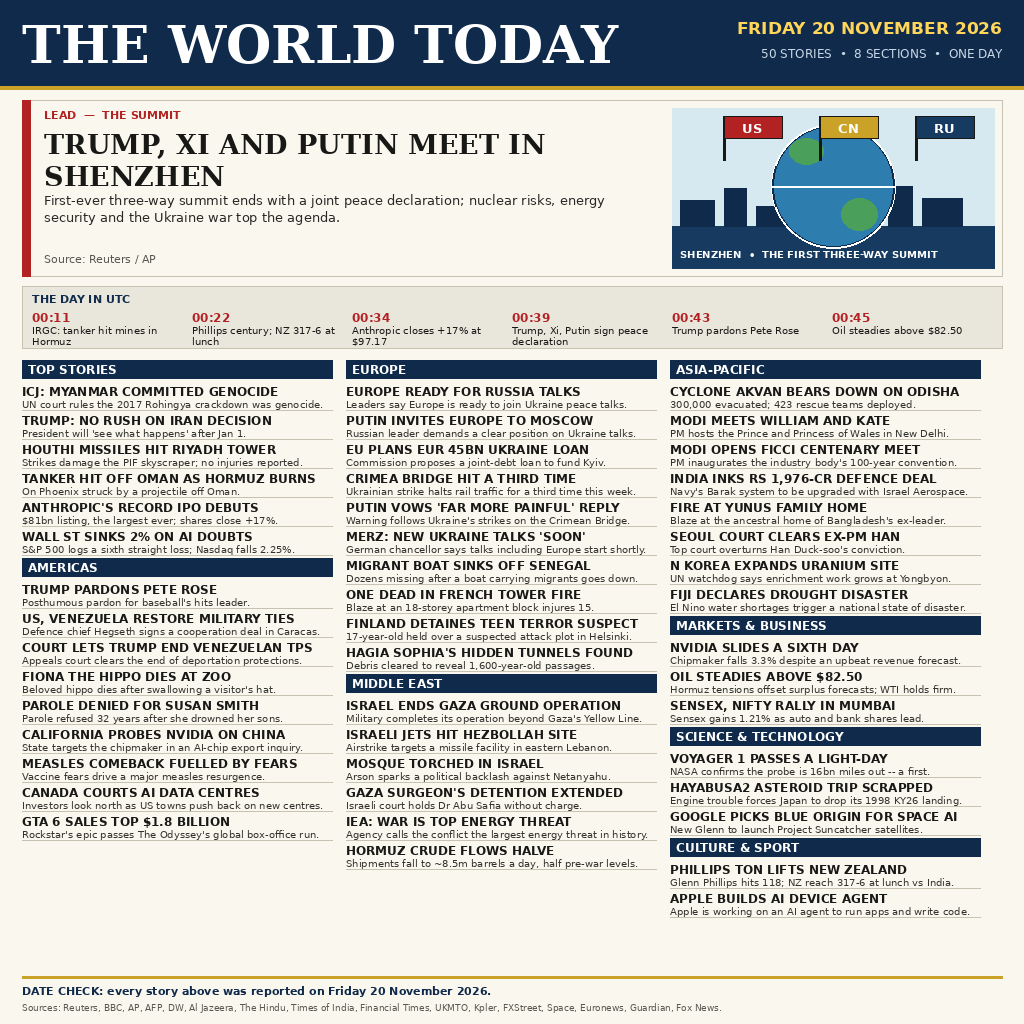 THE WORLD TODAY
FRIDAY 20 NOVEMBER 2026
50 STORIES • 8 SECTIONS • ONE DAY
LEAD — THE SUMMIT
TRUMP, XI AND PUTIN MEET IN
SHENZHEN
First-ever three-way summit ends with a joint peace declaration; nuclear risks, energy
security and the Ukraine war top the agenda.
Source: Reuters / AP
US
CN
RU
SHENZHEN • THE FIRST THREE-WAY SUMMIT
THE DAY IN UTC
00:11
IRGC: tanker hit mines in
Hormuz
00:22
Phillips century; NZ 317-6 at
lunch
00:34
Anthropic closes +17% at
$97.17
00:39
Trump, Xi, Putin sign peace
declaration
00:43
Trump pardons Pete Rose
00:45
Oil steadies above $82.50
TOP STORIES
ICJ: MYANMAR COMMITTED GENOCIDE
UN court rules the 2017 Rohingya crackdown was genocide.
TRUMP: NO RUSH ON IRAN DECISION
President will 'see what happens' after Jan 1.
HOUTHI MISSILES HIT RIYADH TOWER
Strikes damage the PIF skyscraper; no injuries reported.
TANKER HIT OFF OMAN AS HORMUZ BURNS
On Phoenix struck by a projectile off Oman.
ANTHROPIC'S RECORD IPO DEBUTS
$81bn listing, the largest ever; shares close +17%.
WALL ST SINKS 2% ON AI DOUBTS
S&P 500 logs a sixth straight loss; Nasdaq falls 2.25%.
AMERICAS
TRUMP PARDONS PETE ROSE
Posthumous pardon for baseball's hits leader.
US, VENEZUELA RESTORE MILITARY TIES
Defence chief Hegseth signs a cooperation deal in Caracas.
COURT LETS TRUMP END VENEZUELAN TPS
Appeals court clears the end of deportation protections.
FIONA THE HIPPO DIES AT ZOO
Beloved hippo dies after swallowing a visitor's hat.
PAROLE DENIED FOR SUSAN SMITH
Parole refused 32 years after she drowned her sons.
CALIFORNIA PROBES NVIDIA ON CHINA
State targets the chipmaker in an AI-chip export inquiry.
MEASLES COMEBACK FUELLED BY FEARS
Vaccine fears drive a major measles resurgence.
CANADA COURTS AI DATA CENTRES
Investors look north as US towns push back on new centres.
GTA 6 SALES TOP $1.8 BILLION
Rockstar's epic passes The Odyssey's global box-office run.
EUROPE
EUROPE READY FOR RUSSIA TALKS
Leaders say Europe is ready to join Ukraine peace talks.
PUTIN INVITES EUROPE TO MOSCOW
Russian leader demands a clear position on Ukraine talks.
EU PLANS EUR 45BN UKRAINE LOAN
Commission proposes a joint-debt loan to fund Kyiv.
CRIMEA BRIDGE HIT A THIRD TIME
Ukrainian strike halts rail traffic for a third time this week.
PUTIN VOWS 'FAR MORE PAINFUL' REPLY
Warning follows Ukraine's strikes on the Crimean Bridge.
MERZ: NEW UKRAINE TALKS 'SOON'
German chancellor says talks including Europe start shortly.
MIGRANT BOAT SINKS OFF SENEGAL
Dozens missing after a boat carrying migrants goes down.
ONE DEAD IN FRENCH TOWER FIRE
Blaze at an 18-storey apartment block injures 15.
FINLAND DETAINES TEEN TERROR SUSPECT
17-year-old held over a suspected attack plot in Helsinki.
HAGIA SOPHIA'S HIDDEN TUNNELS FOUND
Debris cleared to reveal 1,600-year-old passages.
MIDDLE EAST
ISRAEL ENDS GAZA GROUND OPERATION
Military completes its operation beyond Gaza's Yellow Line.
ISRAELI JETS HIT HEZBOLLAH SITE
Airstrike targets a missile facility in eastern Lebanon.
MOSQUE TORCHED IN ISRAEL
Arson sparks a political backlash against Netanyahu.
GAZA SURGEON'S DETENTION EXTENDED
Israeli court holds Dr Abu Safia without charge.
IEA: WAR IS TOP ENERGY THREAT
Agency calls the conflict the largest energy threat in history.
HORMUZ CRUDE FLOWS HALVE
Shipments fall to ~8.5m barrels a day, half pre-war levels.
ASIA-PACIFIC
CYCLONE AKVAN BEARS DOWN ON ODISHA
300,000 evacuated; 423 rescue teams deployed.
MODI MEETS WILLIAM AND KATE
PM hosts the Prince and Princess of Wales in New Delhi.
MODI OPENS FICCI CENTENARY MEET
PM inaugurates the industry body's 100-year convention.
INDIA INKS RS 1,976-CR DEFENCE DEAL
Navy's Barak system to be upgraded with Israel Aerospace.
FIRE AT YUNUS FAMILY HOME
Blaze at the ancestral home of Bangladesh's ex-leader.
SEOUL COURT CLEARS EX-PM HAN
Top court overturns Han Duck-soo's conviction.
N KOREA EXPANDS URANIUM SITE
UN watchdog says enrichment work grows at Yongbyon.
FIJI DECLARES DROUGHT DISASTER
El Nino water shortages trigger a national state of disaster.
MARKETS & BUSINESS
NVIDIA SLIDES A SIXTH DAY
Chipmaker falls 3.3% despite an upbeat revenue forecast.
OIL STEADIES ABOVE $82.50
Hormuz tensions offset surplus forecasts; WTI holds firm.
SENSEX, NIFTY RALLY IN MUMBAI
Sensex gains 1.21% as auto and bank shares lead.
SCIENCE & TECHNOLOGY
VOYAGER 1 PASSES A LIGHT-DAY
NASA confirms the probe is 16bn miles out -- a first.
HAYABUSA2 ASTEROID TRIP SCRAPPED
Engine trouble forces Japan to drop its 1998 KY26 landing.
GOOGLE PICKS BLUE ORIGIN FOR SPACE AI
New Glenn to launch Project Suncatcher satellites.
CULTURE & SPORT
PHILLIPS TON LIFTS NEW ZEALAND
Glenn Phillips hits 118; NZ reach 317-6 at lunch vs India.
APPLE BUILDS AI DEVICE AGENT
Apple is working on an AI agent to run apps and write code.
DATE CHECK: every story above was reported on Friday 20 November 2026.
Sources: Reuters, BBC, AP, AFP, DW, Al Jazeera, The Hindu, Times of India, Financial Times, UKMTO, Kpler, FXStreet, Space, Euronews, Guardian, Fox News.